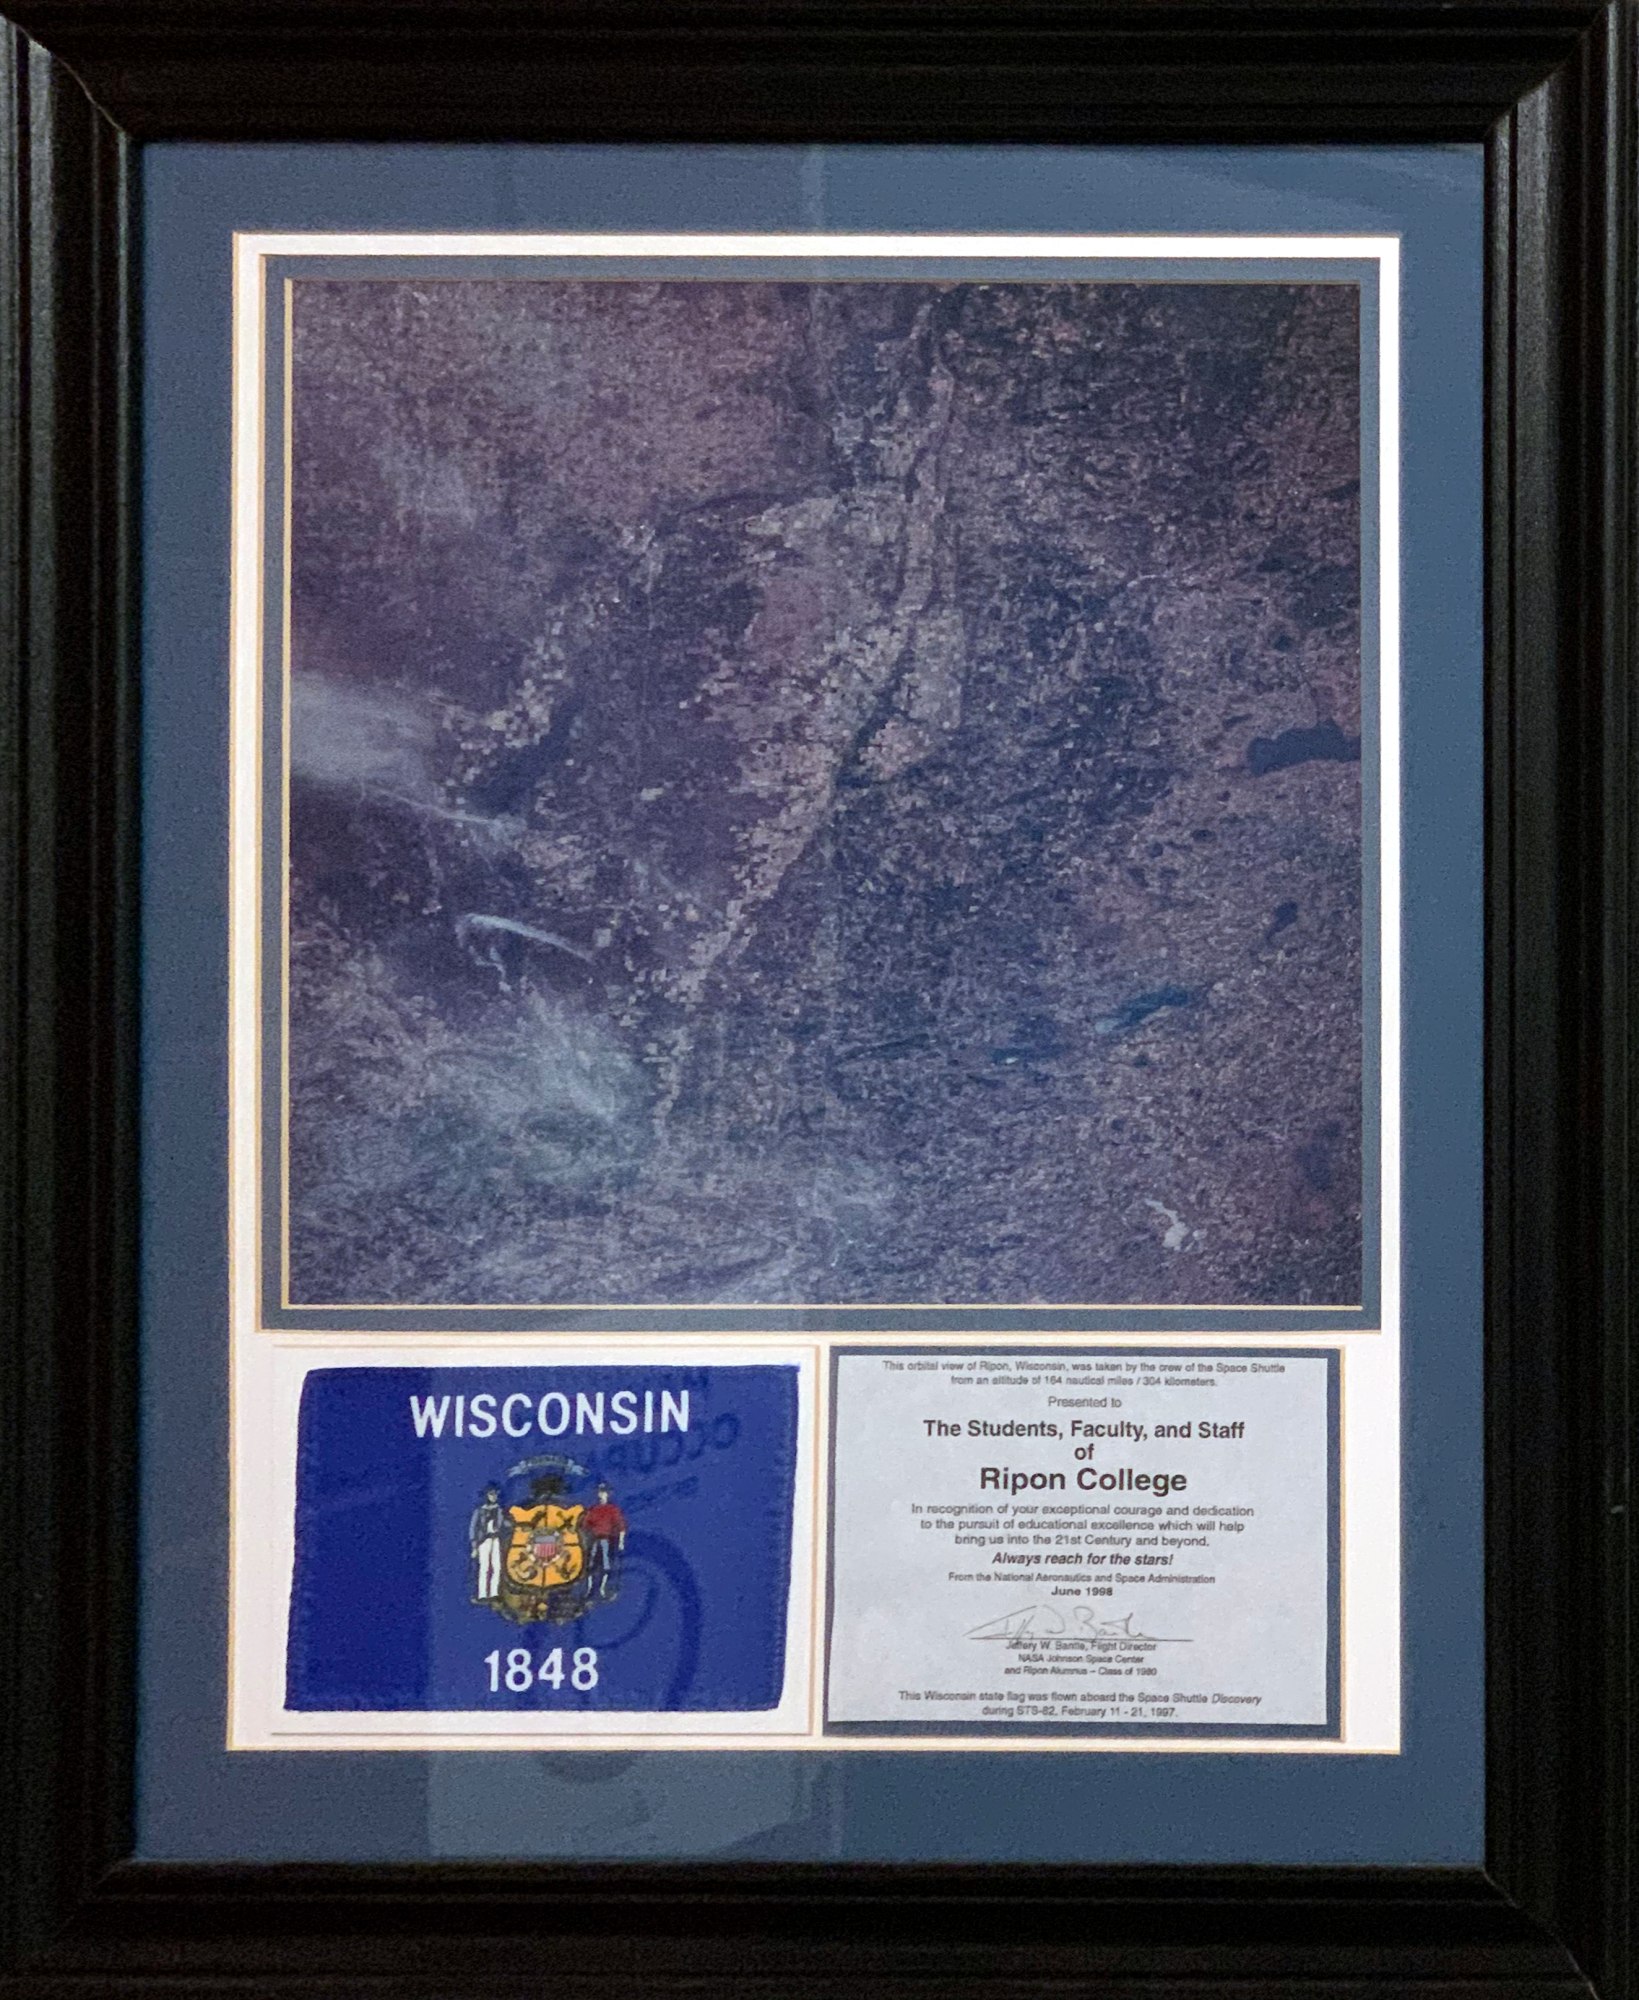 WISCONSIN
1848
This orbital view of Ripon, Wisconsin, was taken by the crew of the Space Shuttle
from an altitude of 164 nautical miles / 304 kilometers.
Presented to
The Students, Faculty, and Staff
of
Ripon College
In recognition of your exceptional courage and dedication
to the pursuit of educational excellence which will help
bring us into the 21st Century and beyond.
Always reach for the stars!
From the National Aeronautics and Space Administration
June 1998
Jeffery W. Bantle, Flight Director
NASA Johnson Space Center
and Ripon Alumnus – Class of 1980
This Wisconsin state flag was flown aboard the Space Shuttle Discovery
during STS-82, February 11 - 21, 1997.